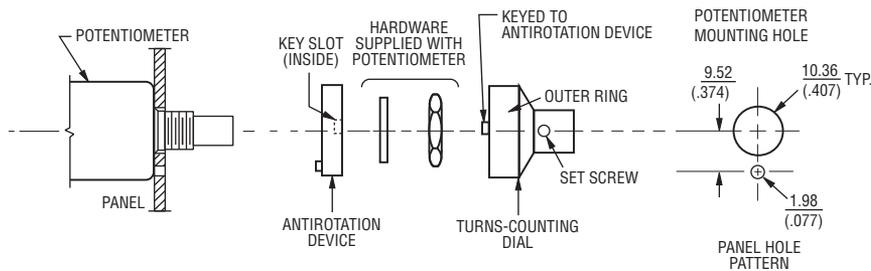 POTENTIOMETER
PANEL
KEY SLOT
(INSIDE)
ANTIROTATION
DEVICE
HARDWARE
SUPPLIED WITH
POTENTIOMETER
KEYED TO
ANTIROTATION DEVICE
OUTER RING
SET SCREW
TURNS-COUNTING
DIAL
POTENTIOMETER
MOUNTING HOLE
9.52
(.374)
10.36 TYP.
(.407)
1.98
(.077)
PANEL HOLE
PATTERN